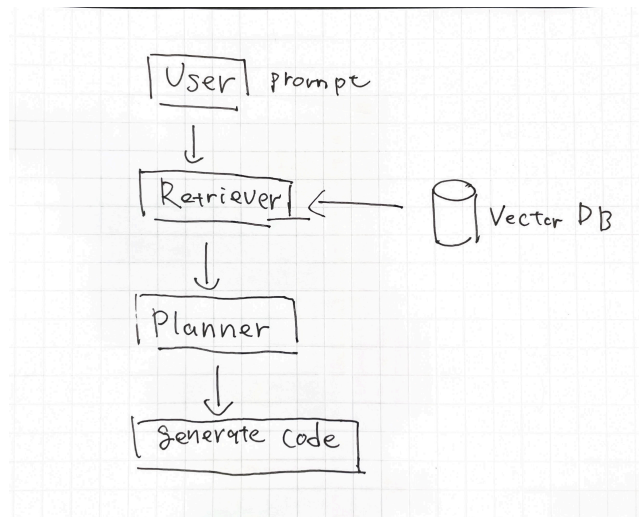 User prompt
Retriever
Vector DB
Planner
generate code